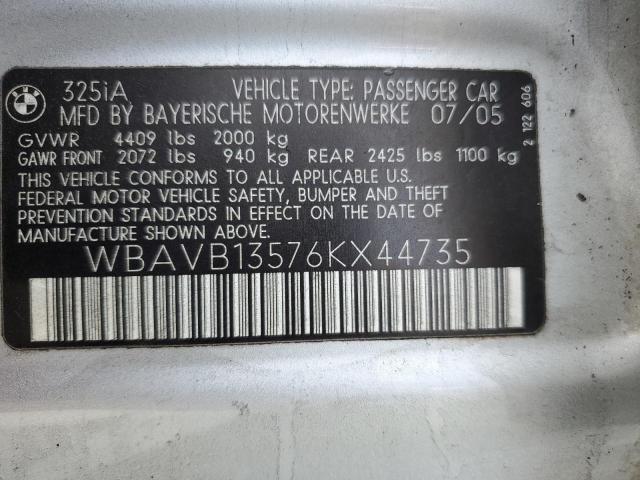 BMW
325iA VEHICLE TYPE: PASSENGER CAR
MFD BY BAYERISCHE MOTORENWERKE 07/05
GVWR 4409 lbs 2000 kg
GAWR FRONT 2072 lbs 940 kg REAR 2425 lbs 1100 kg
THIS VEHICLE CONFORMS TO ALL APPLICABLE U.S.
FEDERAL MOTOR VEHICLE SAFETY, BUMPER AND THEFT
PREVENTION STANDARDS IN EFFECT ON THE DATE OF
MANUFACTURE SHOWN ABOVE.
WBAVB13576KX44735
2 122 606